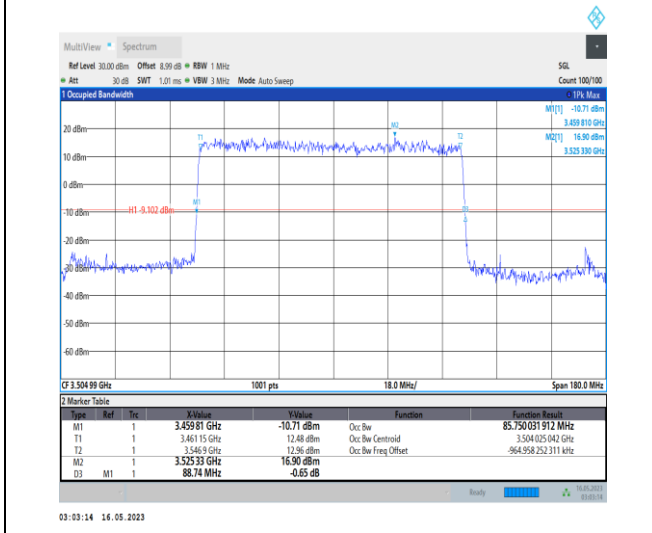 MultiView Spectrum
Ref Level 30.00 dBm Offset 8.99 dB RBW 1 MHz SGL
Att 30 dB SWT 1.01 ms VBW 3 MHz Mode Auto Sweep Count 100/100
1 Occupied Bandwidth 1Pk Max
M1[1] -10.71 dBm
3.459 810 GHz
M2[1] 16.90 dBm
3.525 330 GHz
20 dBm
M2
T1
T2
10 dBm
0 dBm
M1
-10 dBm
H1 -9.102 dBm
-20 dBm
-30 dBm
-40 dBm
-50 dBm
-60 dBm
CF 3.504 99 GHz 1001 pts 18.0 MHz/ Span 180.0 MHz
2 Marker Table
Type Ref Trc X-Value Y-Value Function Function Result
M1 1 3.459 81 GHz -10.71 dBm Occ Bw 85.750 031 912 MHz
T1 1 3.461 15 GHz 12.48 dBm Occ Bw Centroid 3.504 025 042 GHz
T2 1 3.546 9 GHz 12.96 dBm Occ Bw Freq Offset -964.958 252 311 kHz
M2 1 3.525 33 GHz 16.90 dBm
D3 M1 1 88.74 MHz -0.65 dB
Ready 16.05.2023
03:03:14
03:03:14 16.05.2023